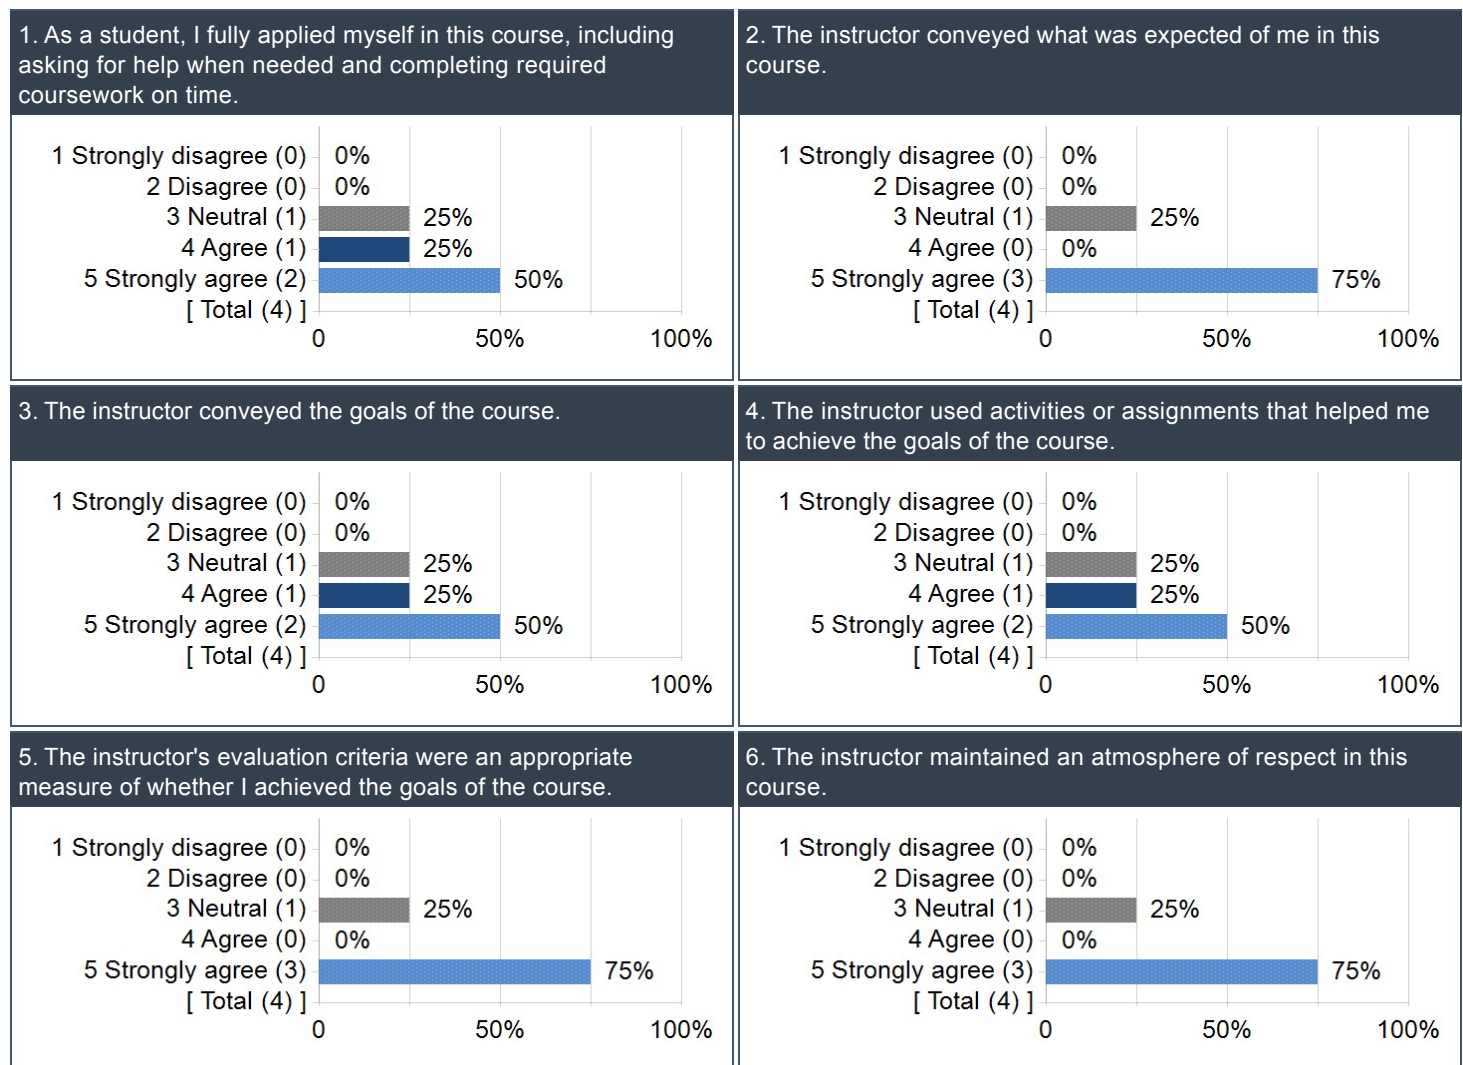 1. As a student, I fully applied myself in this course, including
asking for help when needed and completing required
coursework on time.
1 Strongly disagree (0) 0%
2 Disagree (0) 0%
3 Neutral (1) 25%
4 Agree (1) 25%
5 Strongly agree (2) 50%
[ Total (4) ]
0 50% 100%
2. The instructor conveyed what was expected of me in this
course.
1 Strongly disagree (0) 0%
2 Disagree (0) 0%
3 Neutral (1) 25%
4 Agree (0) 0%
5 Strongly agree (3) 75%
[ Total (4) ]
0 50% 100%
3. The instructor conveyed the goals of the course.
1 Strongly disagree (0) 0%
2 Disagree (0) 0%
3 Neutral (1) 25%
4 Agree (1) 25%
5 Strongly agree (2) 50%
[ Total (4) ]
0 50% 100%
4. The instructor used activities or assignments that helped me
to achieve the goals of the course.
1 Strongly disagree (0) 0%
2 Disagree (0) 0%
3 Neutral (1) 25%
4 Agree (1) 25%
5 Strongly agree (2) 50%
[ Total (4) ]
0 50% 100%
5. The instructor's evaluation criteria were an appropriate
measure of whether I achieved the goals of the course.
1 Strongly disagree (0) 0%
2 Disagree (0) 0%
3 Neutral (1) 25%
4 Agree (0) 0%
5 Strongly agree (3) 75%
[ Total (4) ]
0 50% 100%
6. The instructor maintained an atmosphere of respect in this
course.
1 Strongly disagree (0) 0%
2 Disagree (0) 0%
3 Neutral (1) 25%
4 Agree (0) 0%
5 Strongly agree (3) 75%
[ Total (4) ]
0 50% 100%